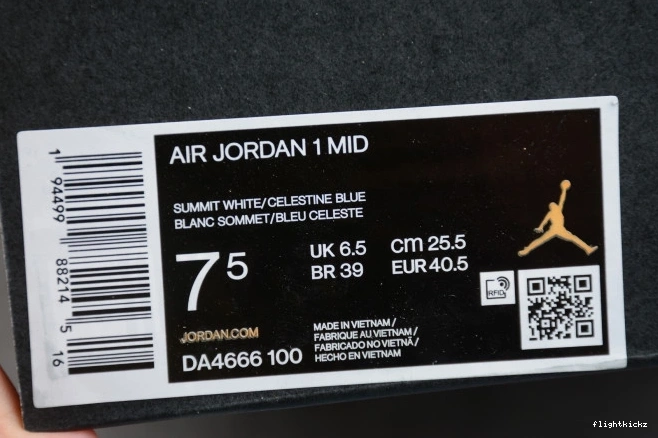 AIR JORDAN 1 MID
SUMMIT WHITE/CELESTINE BLUE
BLANC SOMMET/BLEU CELESTE
7 5
UK 6.5 cm 25.5
BR 39 EUR 40.5
RFID
JORDAN.COM
DA4666 100
MADE IN VIETNAM /
FABRIQUE AU VIETNAM /
FABRICADO NO VIETNÃ /
HECHO EN VIETNAM
1 94499 88214 5 16
flightkickz